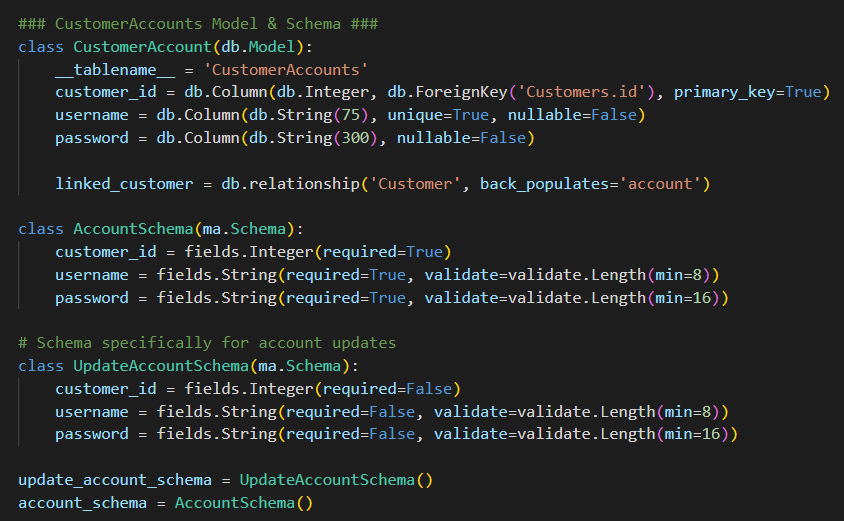 ### CustomerAccounts Model & Schema ###
class CustomerAccount(db.Model):
    __tablename__ = 'CustomerAccounts'
    customer_id = db.Column(db.Integer, db.ForeignKey('Customers.id'), primary_key=True)
    username = db.Column(db.String(75), unique=True, nullable=False)
    password = db.Column(db.String(300), nullable=False)

    linked_customer = db.relationship('Customer', back_populates='account')

class AccountSchema(ma.Schema):
    customer_id = fields.Integer(required=True)
    username = fields.String(required=True, validate=validate.Length(min=8))
    password = fields.String(required=True, validate=validate.Length(min=16))

# Schema specifically for account updates
class UpdateAccountSchema(ma.Schema):
    customer_id = fields.Integer(required=False)
    username = fields.String(required=False, validate=validate.Length(min=8))
    password = fields.String(required=False, validate=validate.Length(min=16))

update_account_schema = UpdateAccountSchema()
account_schema = AccountSchema()